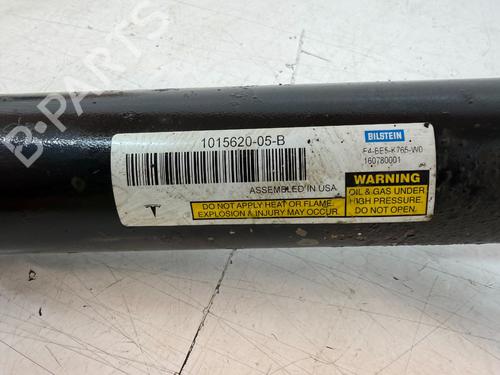 B-PARTS
1015620-05-B
BILSTEIN
F4-BE5-K765-W0
160780001
ASSEMBLED IN USA
WARNING
OIL & GAS UNDER
HIGH PRESSURE.
DO NOT OPEN.
DO NOT APPLY HEAT OR FLAME.
EXPLOSION & INJURY MAY OCCUR.